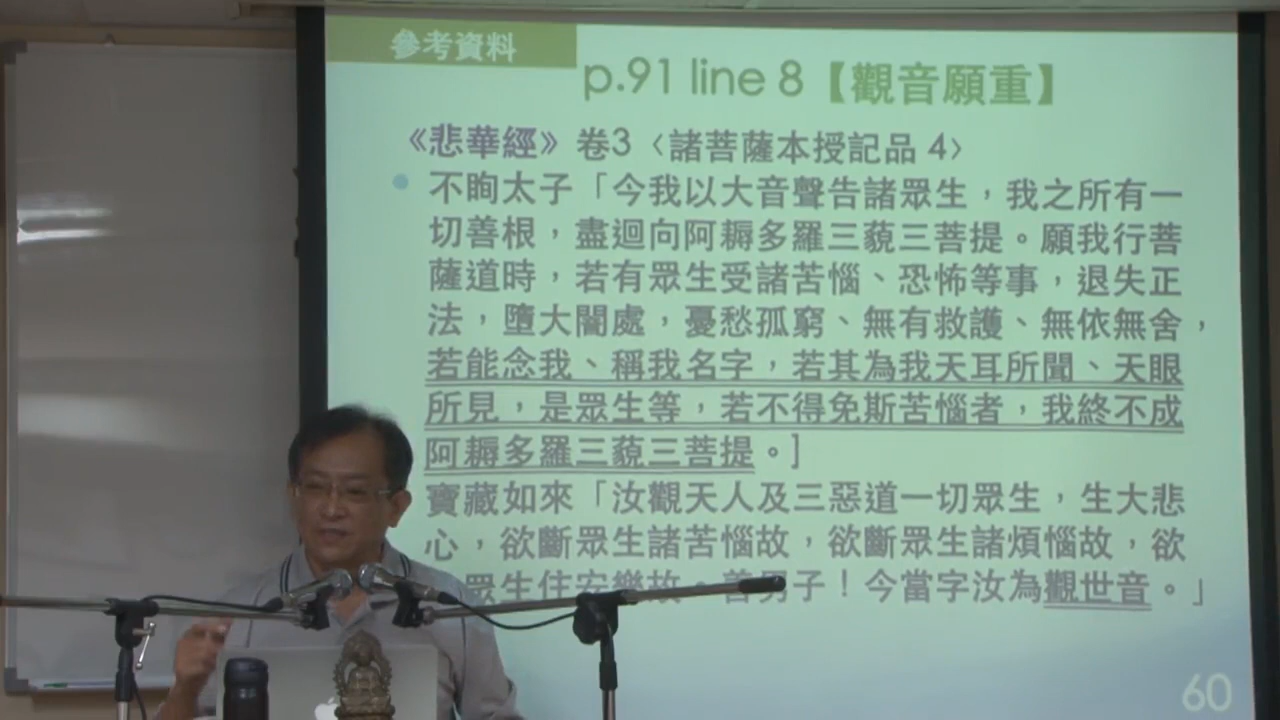 參考資料
p.91 line 8【觀音願重】
《悲華經》卷3〈諸菩薩本授記品 4〉
不眴太子「今我以大音聲告諸眾生，我之所有一
切善根，盡迴向阿耨多羅三藐三菩提。願我行菩
薩道時，若有眾生受諸苦惱、恐怖等事，退失正
法，墮大闇處，憂愁孤窮、無有救護、無依無舍，
若能念我、稱我名字，若其為我天耳所聞、天眼
所見，是眾生等，若不得免斯苦惱者，我終不成
阿耨多羅三藐三菩提。]
寶藏如來「汝觀天人及三惡道一切眾生，生大悲
心，欲斷眾生諸苦惱故，欲斷眾生諸煩惱故，欲
眾生住安樂故。善男子！今當字汝為觀世音。」
60